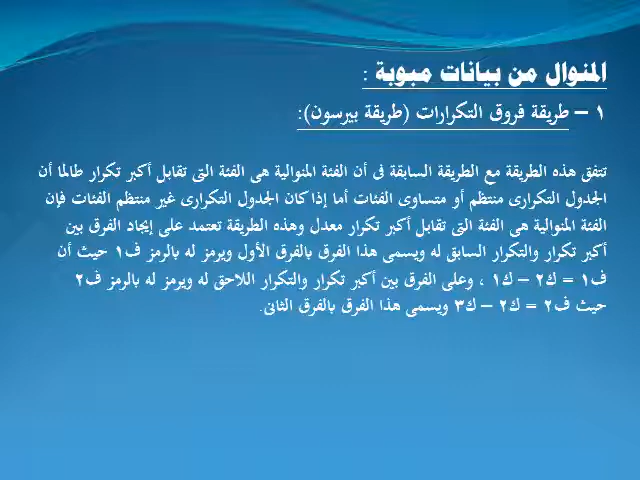 المنوال من بيانات مبوبة :
١ – طريقة فروق التكرارات (طريقة بيرسون):
تتفق هذه الطريقة مع الطريقة السابقة فى أن الفئة المنوالية هى الفئة التى تقابل أكبر تكرار طالما أن
الجدول التكرارى منتظم أو متساوى الفئات أما إذا كان الجدول التكرارى غير منتظم الفئات فإن
الفئة المنوالية هى الفئة التى تقابل أكبر تكرار معدل وهذه الطريقة تعتمد على إيجاد الفرق بين
أكبر تكرار والتكرار السابق له ويسمى هذا الفرق بالفرق الأول ويرمز له بالرمز ف١ حيث أن
ف١ = ك٢ – ك١ ، وعلى الفرق بين أكبر تكرار والتكرار اللاحق له ويرمز له بالرمز ف٢
حيث ف٢ = ك٢ – ك٣ ويسمى هذا الفرق بالفرق الثانى.